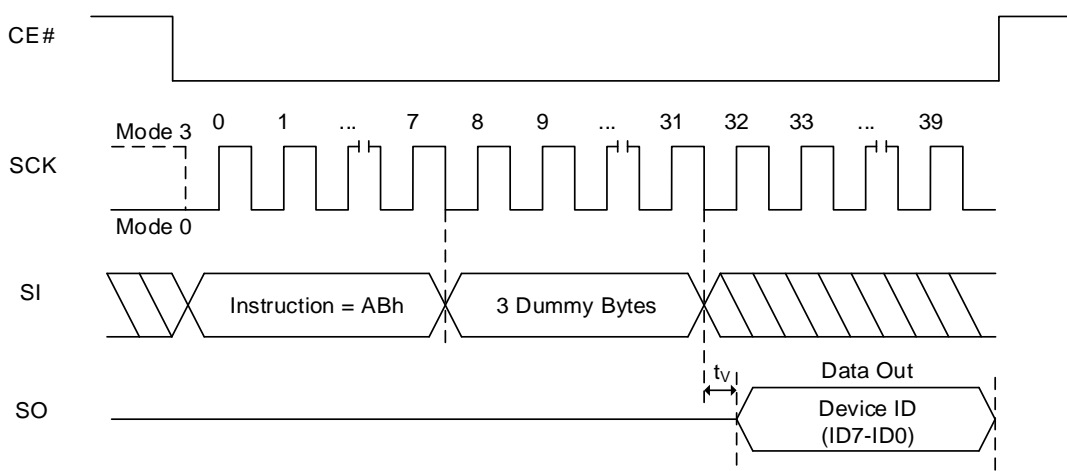 CE#
0 1 ... 7 8 9 ... 31 32 33 ... 39
Mode 3
SCK
Mode 0
SI
Instruction = ABh
3 Dummy Bytes
tV
Data Out
SO
Device ID
(ID7-ID0)